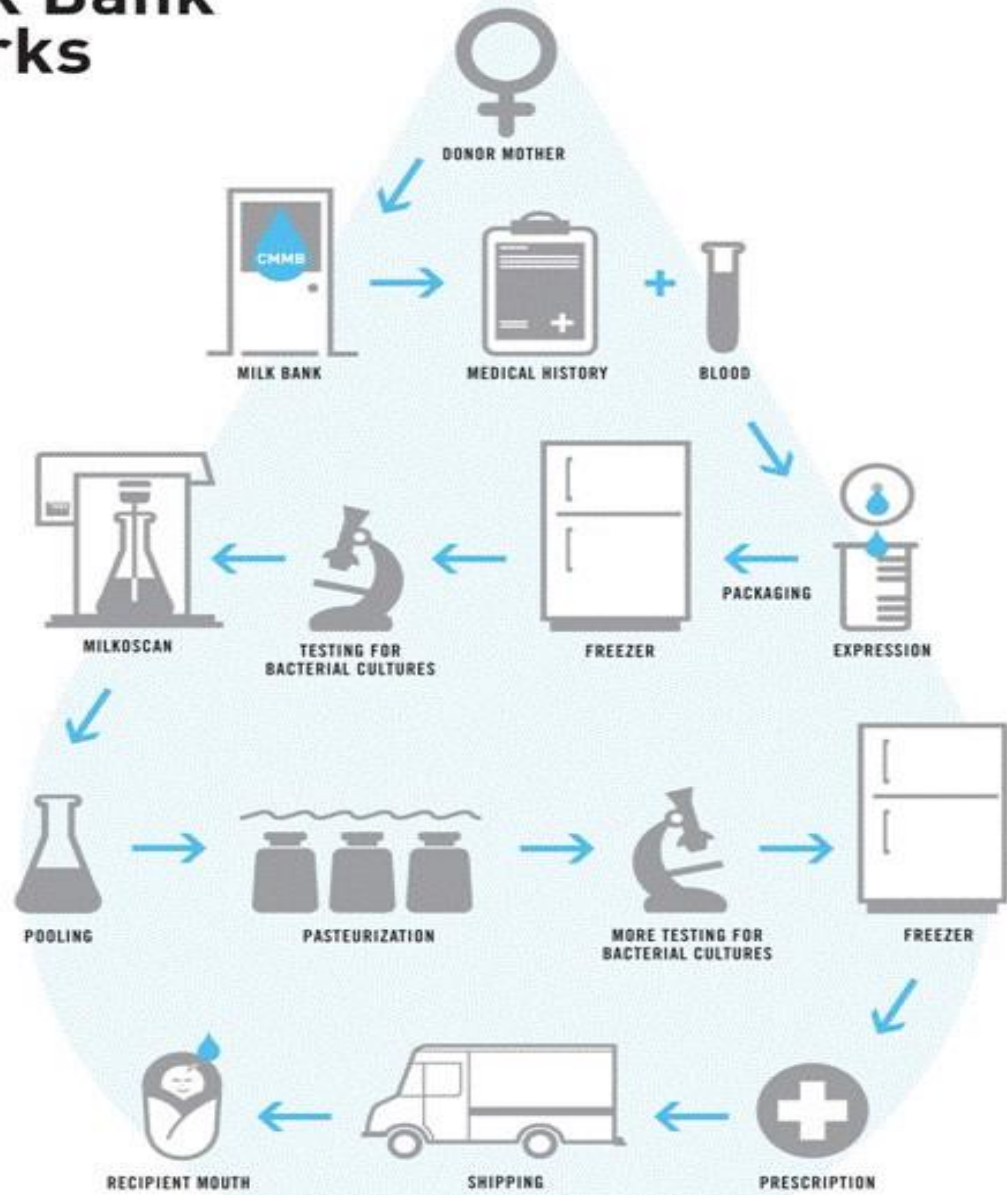 Bank
rks
DONOR MOTHER
CMMB
MILK BANK
MEDICAL HISTORY
BLOOD
PACKAGING
MILKOSCAN
TESTING FOR
BACTERIAL CULTURES
FREEZER
EXPRESSION
POOLING
PASTEURIZATION
MORE TESTING FOR
BACTERIAL CULTURES
FREEZER
RECIPIENT MOUTH
SHIPPING
PRESCRIPTION